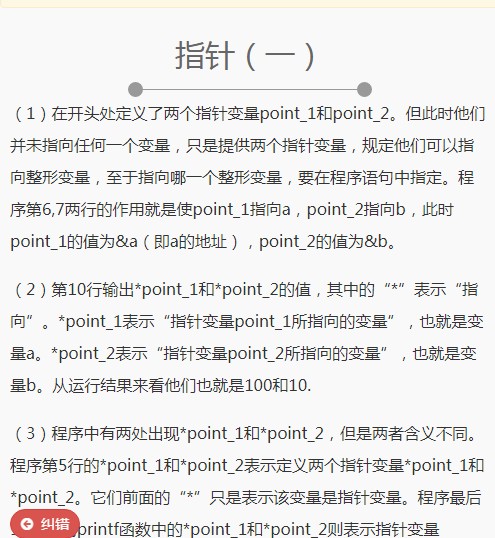 指针（一）
（1）在开头处定义了两个指针变量point_1和point_2。但此时他们
并未指向任何一个变量，只是提供两个指针变量，规定他们可以指
向整形变量，至于指向哪一个整形变量，要在程序语句中指定。程
序第6,7两行的作用就是使point_1指向a，point_2指向b，此时
point_1的值为&a（即a的地址），point_2的值为&b。
（2）第10行输出*point_1和*point_2的值，其中的“*”表示“指
向”。*point_1表示“指针变量point_1所指向的变量”，也就是变
量a。*point_2表示“指针变量point_2所指向的变量”，也就是变
量b。从运行结果来看他们也就是100和10.
（3）程序中有两处出现*point_1和*point_2，但是两者含义不同。
程序第5行的*point_1和*point_2表示定义两个指针变量*point_1和
*point_2。它们前面的“*”只是表示该变量是指针变量。程序最后
纠错 printf函数中的*point_1和*point_2则表示指针变量